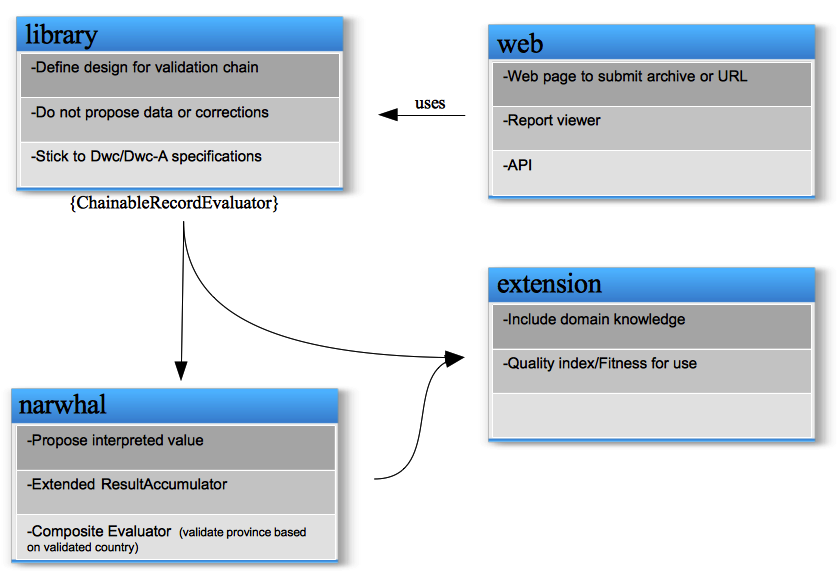 library
-Define design for validation chain
-Do not propose data or corrections
-Stick to Dwc/Dwc-A specifications
{ChainableRecordEvaluator}
uses
web
-Web page to submit archive or URL
-Report viewer
-API
extension
-Include domain knowledge
-Quality index/Fitness for use
narwhal
-Propose interpreted value
-Extended ResultAccumulator
-Composite Evaluator (validate province based
on validated country)